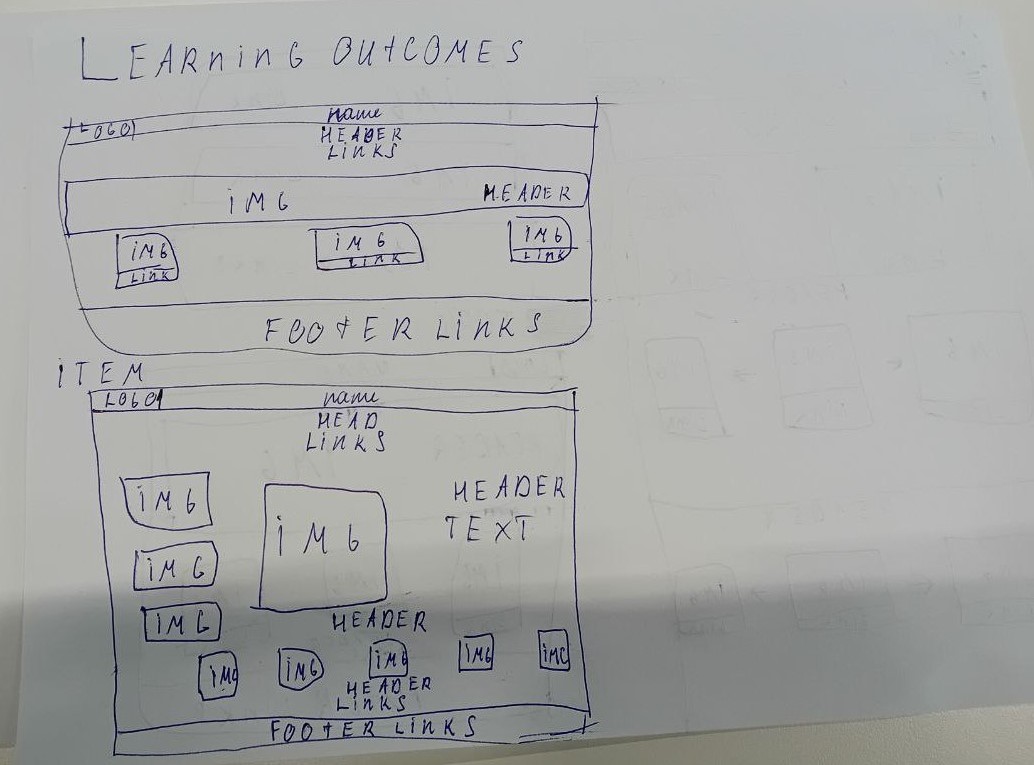 LEARninG OUtCOMES
name
LOGO
HEADER
LinKS
iMG HEADER
iMG iMG iMG
LinK LinK LinK
FOOtER LinKS
iTEM
LOGO name
HEAD
LinKS
iMG
iMG
HEADER
TEXT
iMG
iMG
HEADER
iMG iMG iMG iMG iMG
HEADER
LinKS
FOOtER LinKS